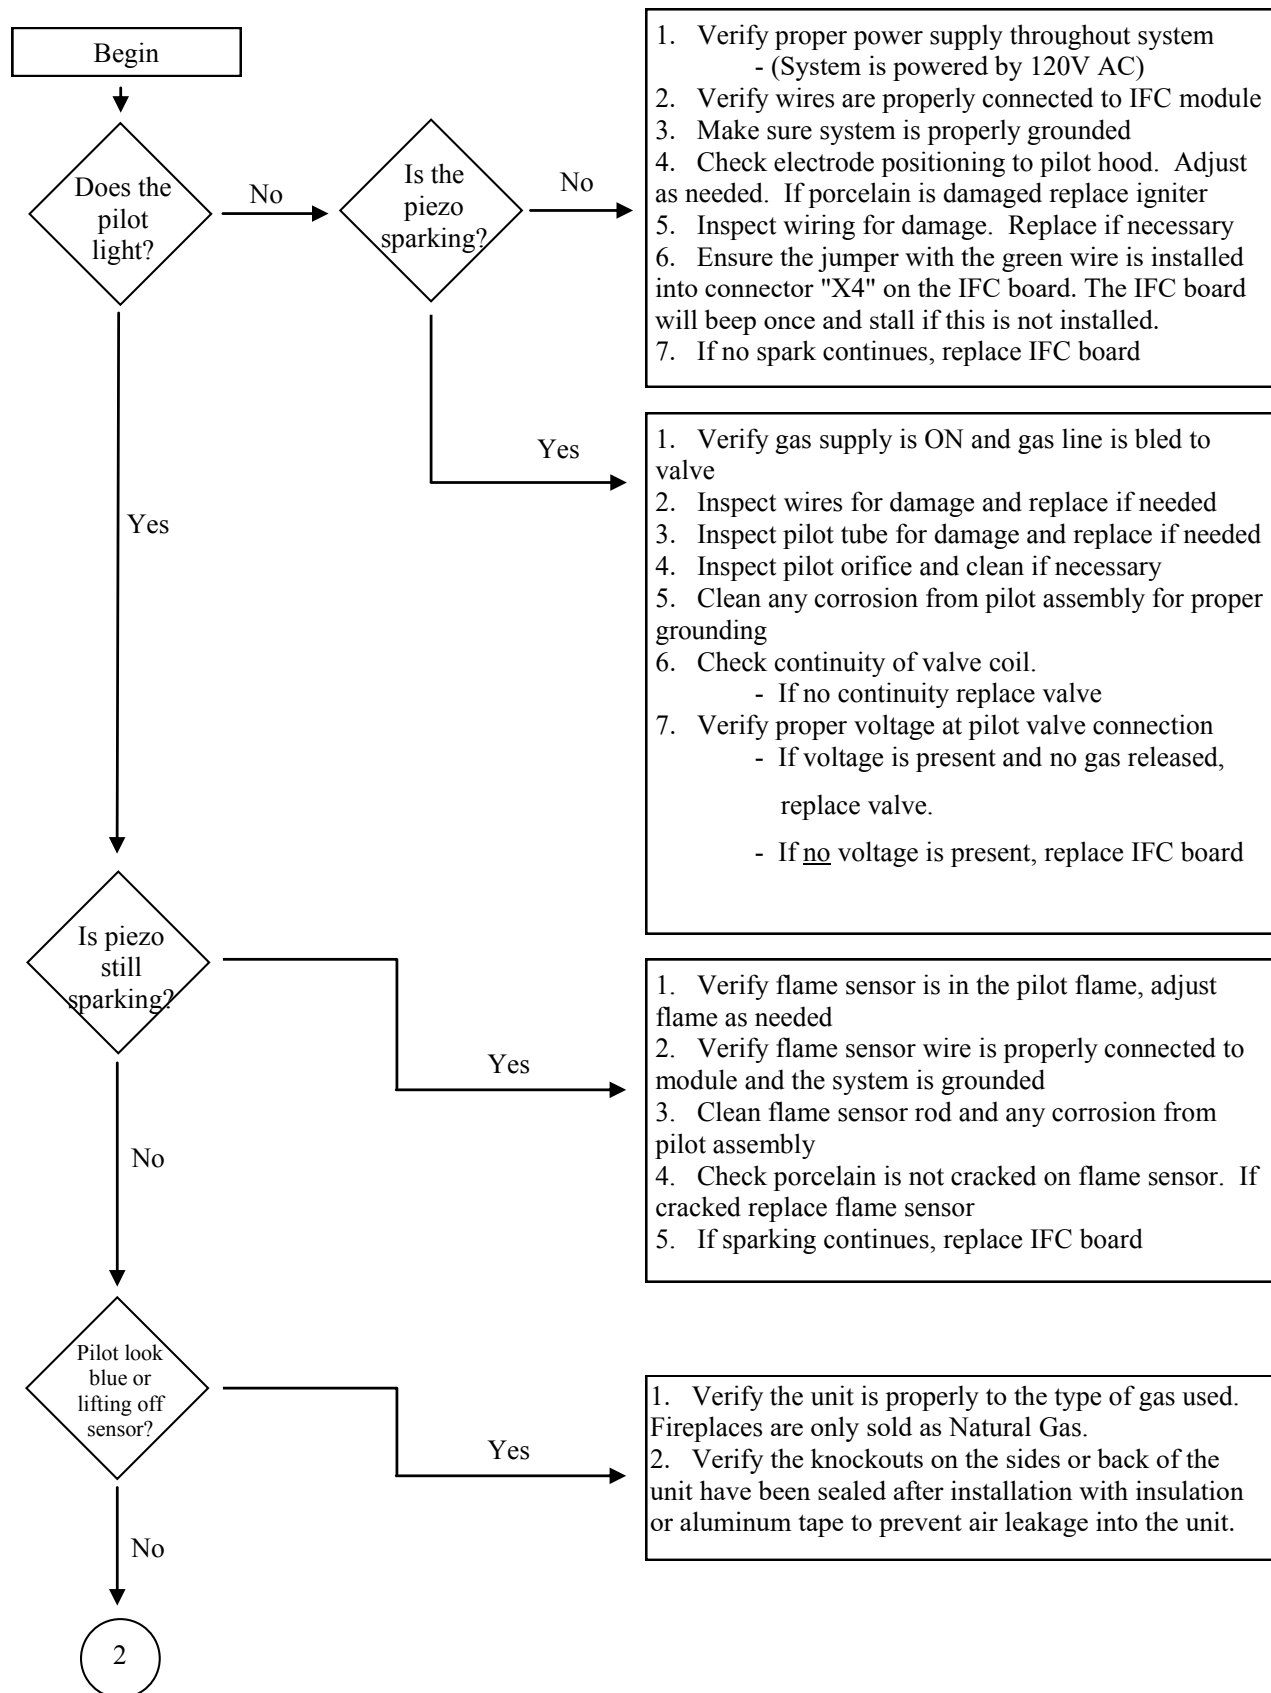 Begin
Does the
pilot
light?
No
Is the
piezo
sparking?
No
1. Verify proper power supply throughout system
- (System is powered by 120V AC)
2. Verify wires are properly connected to IFC module
3. Make sure system is properly grounded
4. Check electrode positioning to pilot hood. Adjust
as needed. If porcelain is damaged replace igniter
5. Inspect wiring for damage. Replace if necessary
6. Ensure the jumper with the green wire is installed
into connector "X4" on the IFC board. The IFC board
will beep once and stall if this is not installed.
7. If no spark continues, replace IFC board
Yes
1. Verify gas supply is ON and gas line is bled to
valve
2. Inspect wires for damage and replace if needed
3. Inspect pilot tube for damage and replace if needed
4. Inspect pilot orifice and clean if necessary
5. Clean any corrosion from pilot assembly for proper
grounding
6. Check continuity of valve coil.
- If no continuity replace valve
7. Verify proper voltage at pilot valve connection
- If voltage is present and no gas released,
replace valve.
- If no voltage is present, replace IFC board
Yes
Is piezo
still
sparking?
Yes
1. Verify flame sensor is in the pilot flame, adjust
flame as needed
2. Verify flame sensor wire is properly connected to
module and the system is grounded
3. Clean flame sensor rod and any corrosion from
pilot assembly
4. Check porcelain is not cracked on flame sensor. If
cracked replace flame sensor
5. If sparking continues, replace IFC board
No
Pilot look
blue or
lifting off
sensor?
Yes
1. Verify the unit is properly to the type of gas used.
Fireplaces are only sold as Natural Gas.
2. Verify the knockouts on the sides or back of the
unit have been sealed after installation with insulation
or aluminum tape to prevent air leakage into the unit.
No
2